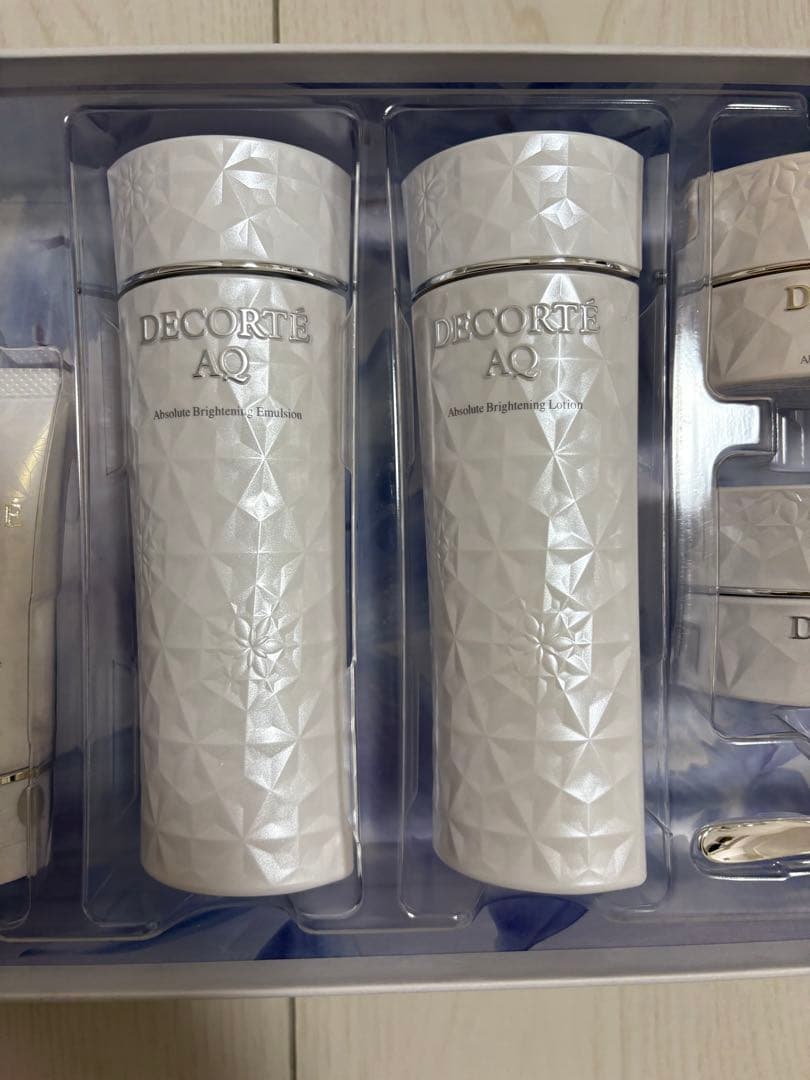 DECORTÉ
AQ
Absolute Brightening Emulsion
DECORTÉ
AQ
Absolute Brightening Lotion
D
A
D